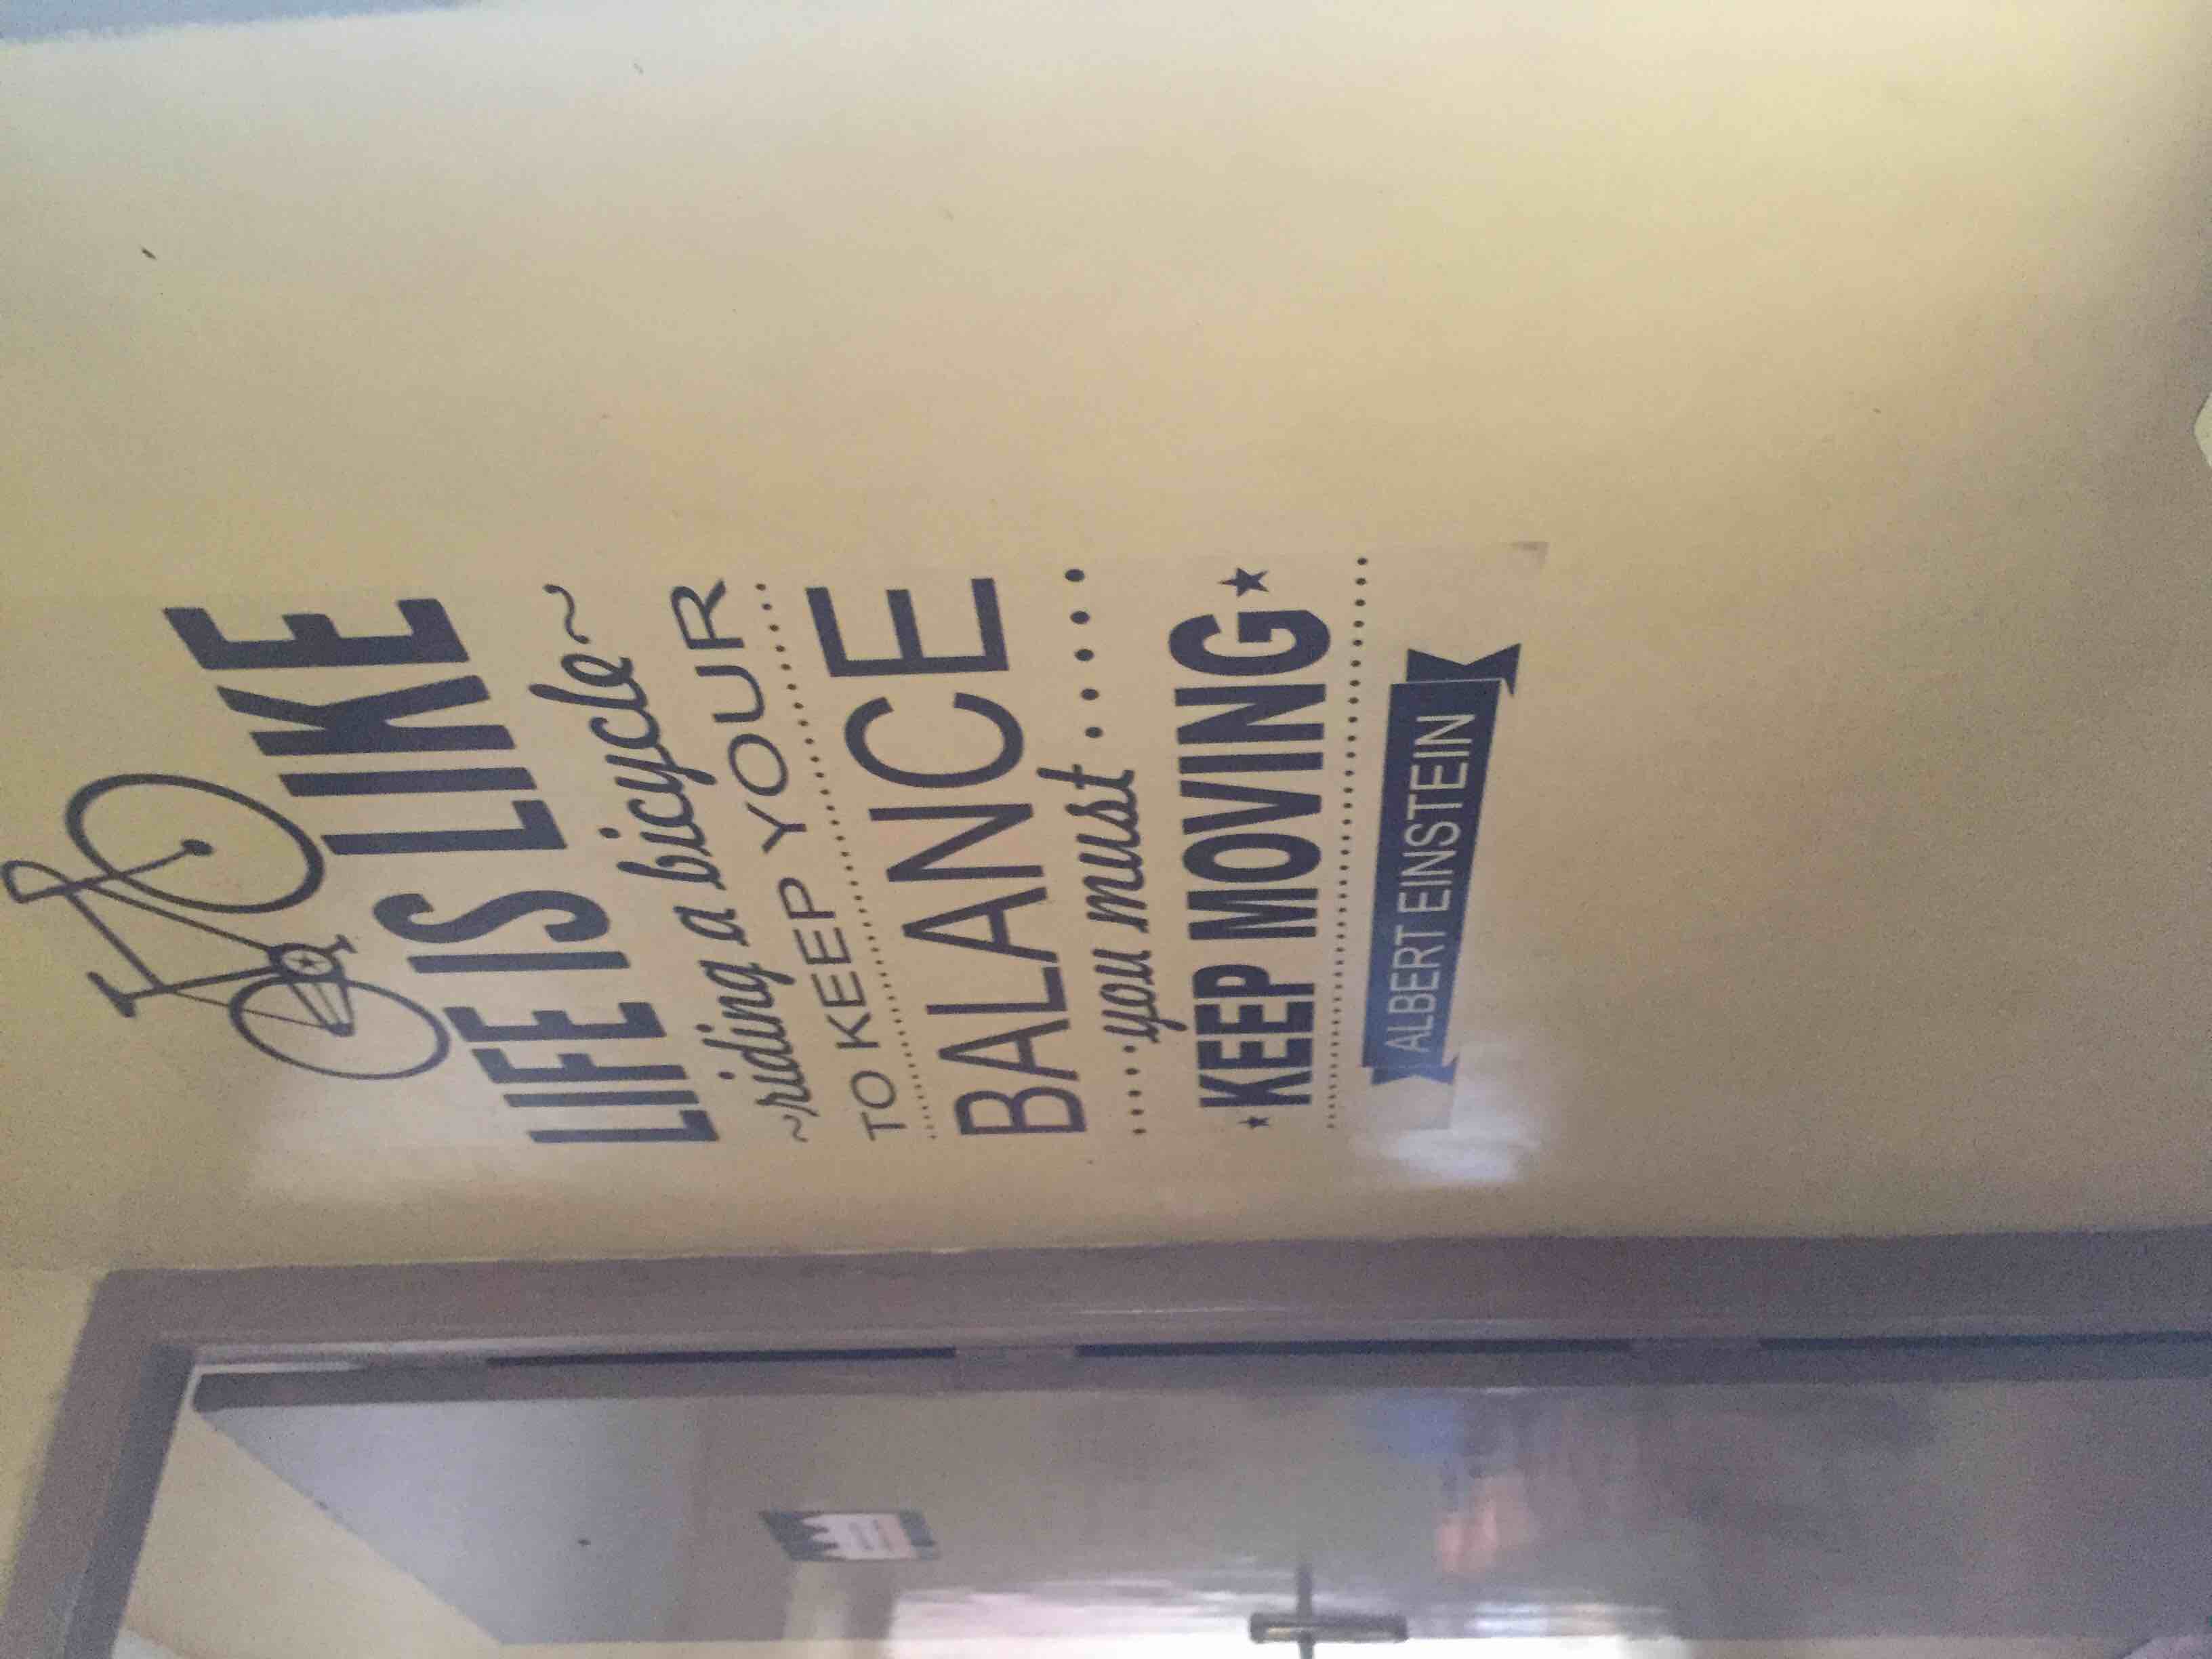 LIFE IS LIKE
~riding a bicycle~
TO KEEP YOUR
BALANCE
.....you must.....
★KEEP MOVING★
ALBERT EINSTEIN